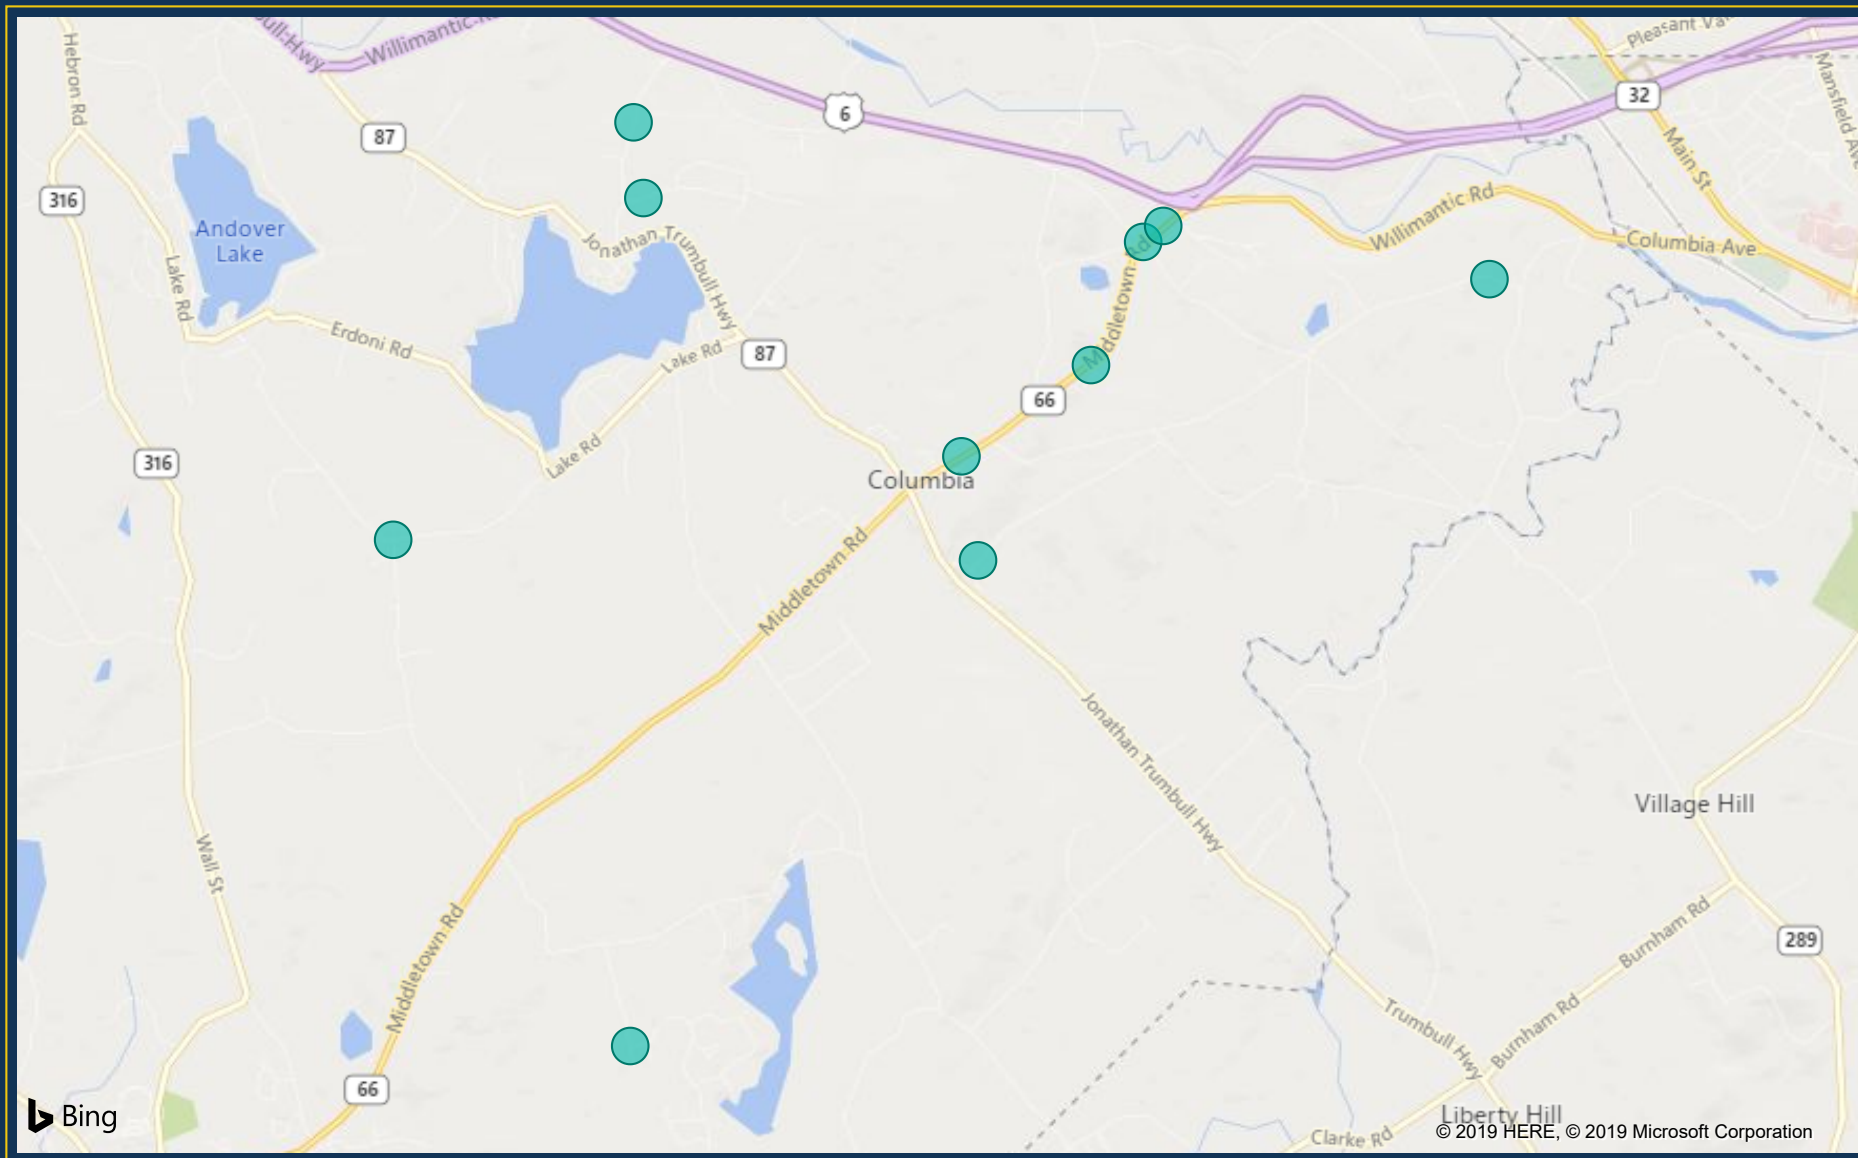 Willimantic
Hebron Rd
87
6
32
Pleasant
Mansfield Ave
Main St
316
Andover
Lake
Lake Rd
Jonathan Trumbull Hwy
Willimantic Rd
Columbia Ave
Middletown Rd
Erdoni Rd
Lake Rd
87
66
Lake Rd
316
Columbia
Middletown Rd
Jonathan Trumbull Hwy
Village Hill
Wall St
Middletown Rd
Burnham Rd
289
Trumbull Hwy
Burnham Rd
66
Bing
Liberty Hill
Clarke Rd
© 2019 HERE, © 2019 Microsoft Corporation